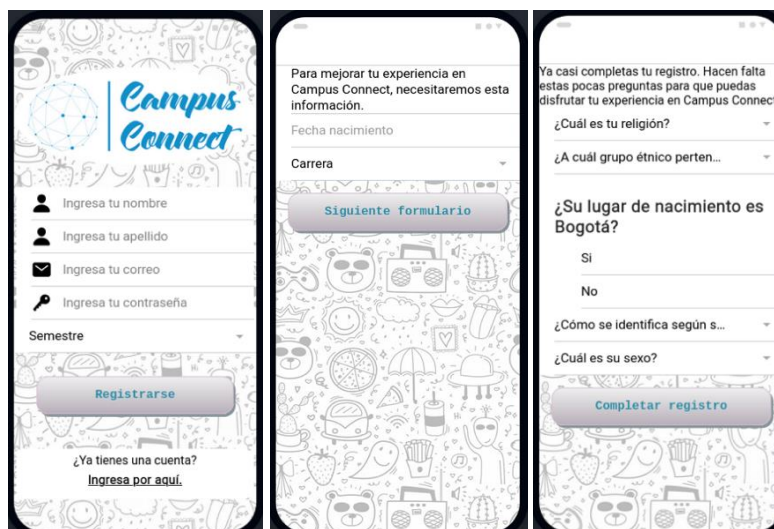 Campus
Connect
Ingresa tu nombre
Ingresa tu apellido
Ingresa tu correo
Ingresa tu contraseña
Semestre
Registrarse
¿Ya tienes una cuenta?
Ingresa por aquí.
Para mejorar tu experiencia en
Campus Connect, necesitaremos esta
información.
Fecha nacimiento
Carrera
Siguiente formulario
Ya casi completas tu registro. Hacen falta
estas pocas preguntas para que puedas
disfrutar tu experiencia en Campus Connect
¿Cuál es tu religión?
¿A cuál grupo étnico perten...
¿Su lugar de nacimiento es
Bogotá?
Si
No
¿Cómo se identifica según s...
¿Cuál es su sexo?
Completar registro